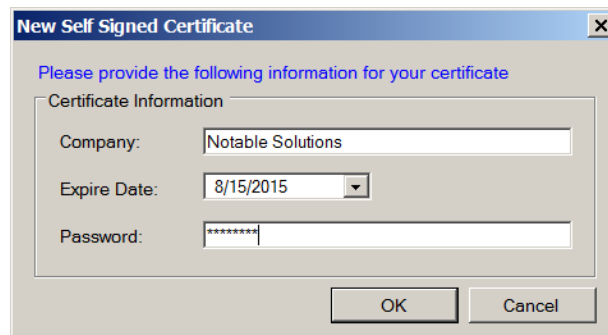 New Self Signed Certificate
Please provide the following information for your certificate
Certificate Information
Company: Notable Solutions
Expire Date: 8/15/2015
Password: ********
OK Cancel